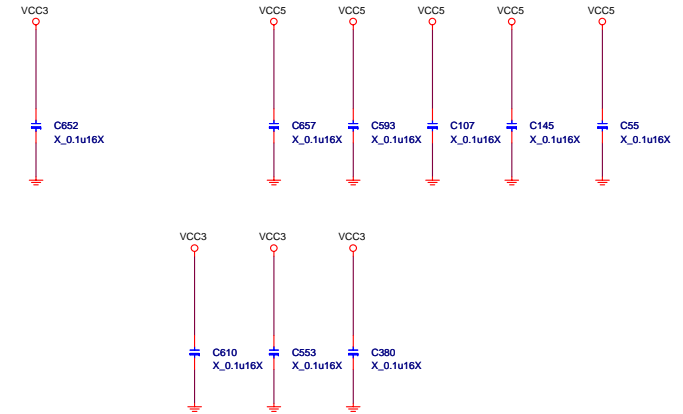 VCC3 VCC5 VCC5 VCC5 VCC5 VCC5
C652 C657 C593 C107 C145 C55
X_0.1u16X X_0.1u16X X_0.1u16X X_0.1u16X X_0.1u16X X_0.1u16X
VCC3 VCC3 VCC3
C610 C553 C380
X_0.1u16X X_0.1u16X X_0.1u16X